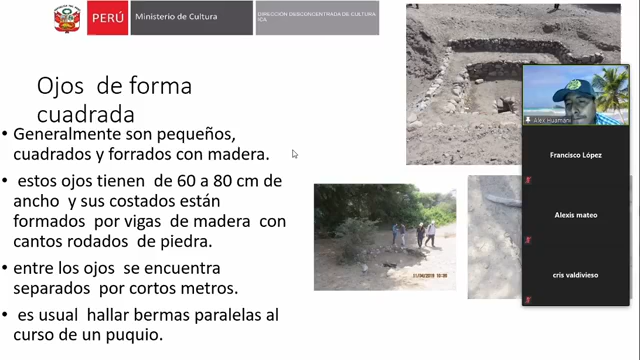 PERÚ
Ministerio de Cultura
DIRECCIÓN DESCONCENTRADA DE CULTURA
ICA
Ojos de forma
cuadrada
• Generalmente son pequeños,
cuadrados y forrados con madera.
• estos ojos tienen de 60 a 80 cm de
ancho y sus costados están
formados por vigas de madera con
cantos rodados de piedra.
• entre los ojos se encuentra
separados por cortos metros.
• es usual hallar bermas paralelas al
curso de un puquio.
Alex Huamani
Francisco López
Alexis mateo
cris valdivieso